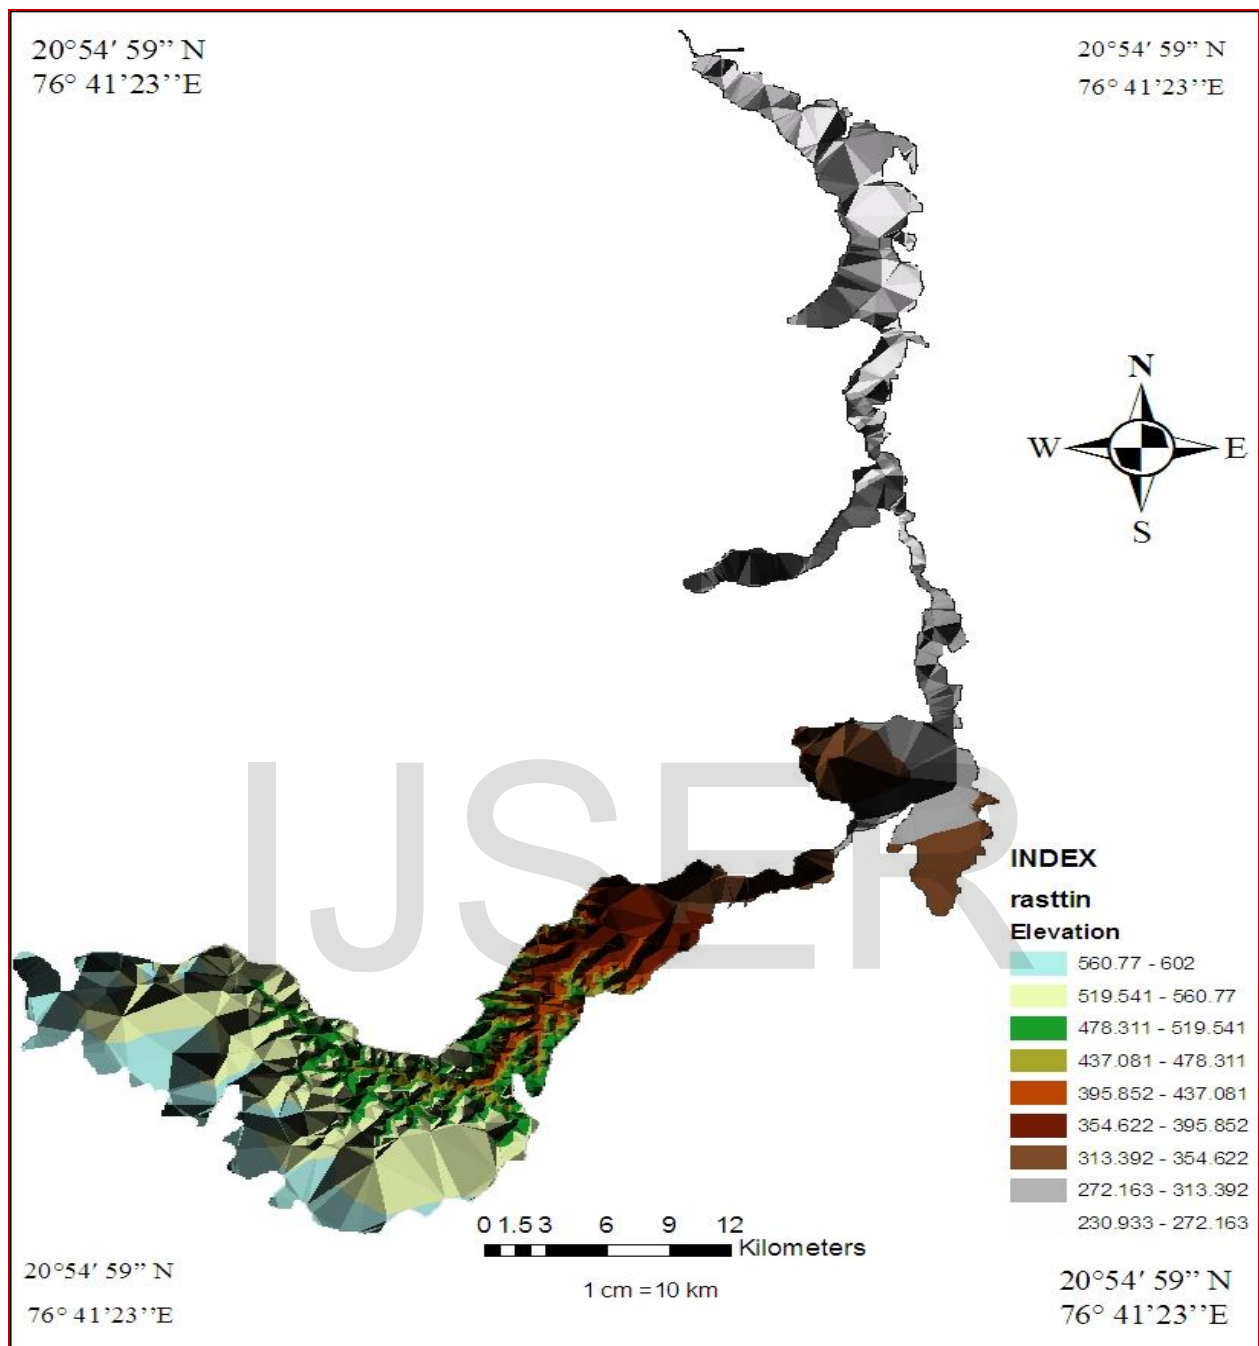 20°54′ 59” N
76° 41’23’’E
20°54′ 59” N
76° 41’23’’E
N
W
E
S
IJSER
INDEX
rasttin
Elevation
560.77 - 602
519.541 - 560.77
478.311 - 519.541
437.081 - 478.311
395.852 - 437.081
354.622 - 395.852
313.392 - 354.622
272.163 - 313.392
230.933 - 272.163
0 1.5 3 6 9 12
Kilometers
1 cm = 10 km
20°54′ 59” N
76° 41’23’’E
20°54′ 59” N
76° 41’23’’E